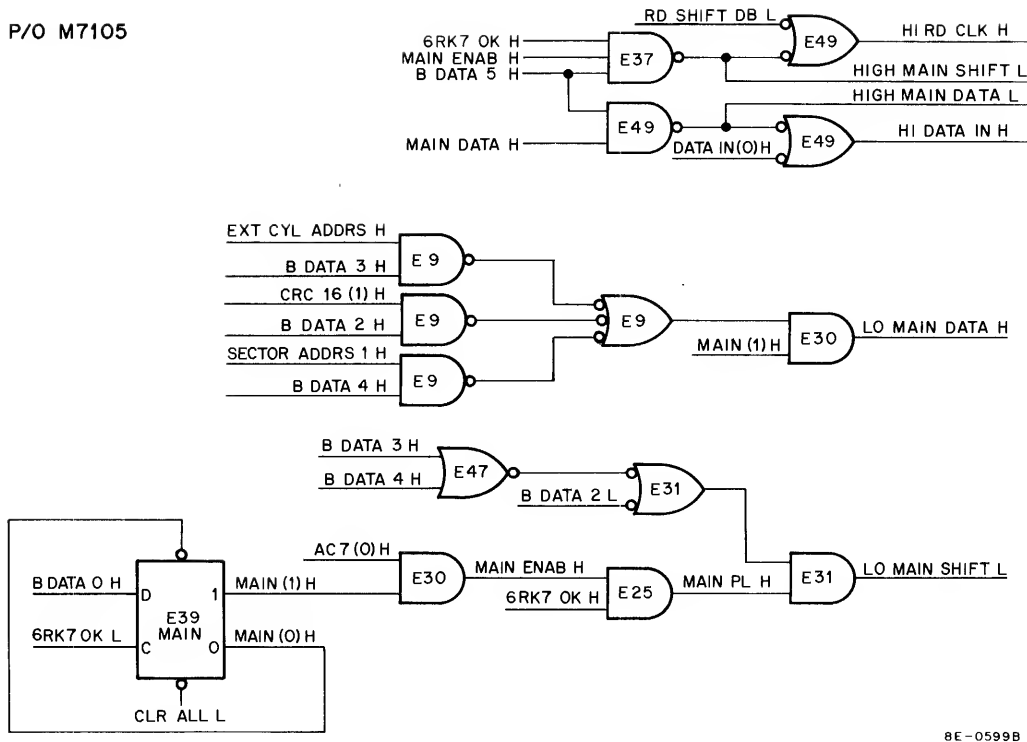 P/O M7105
RD SHIFT DB L
E49
HI RD CLK H
6RK7 OK H
MAIN ENAB H
B DATA 5 H
E37
HIGH MAIN SHIFT L
HIGH MAIN DATA L
E49
MAIN DATA H
DATA IN(0)H
E49
HI DATA IN H
EXT CYL ADDRS H
B DATA 3 H
E9
CRC 16 (1) H
B DATA 2 H
E9
SECTOR ADDRS 1 H
B DATA 4 H
E9
E9
MAIN (1) H
E30
LO MAIN DATA H
B DATA 3 H
B DATA 4 H
E47
B DATA 2 L
E31
AC7 (0) H
E30
MAIN ENAB H
6RK7 OK H
E25
MAIN PL H
E31
LO MAIN SHIFT L
B DATA 0 H
D
1
MAIN (1) H
E39
MAIN
6RK7 OK L
C
0
MAIN (0) H
CLR ALL L
8E-0599B